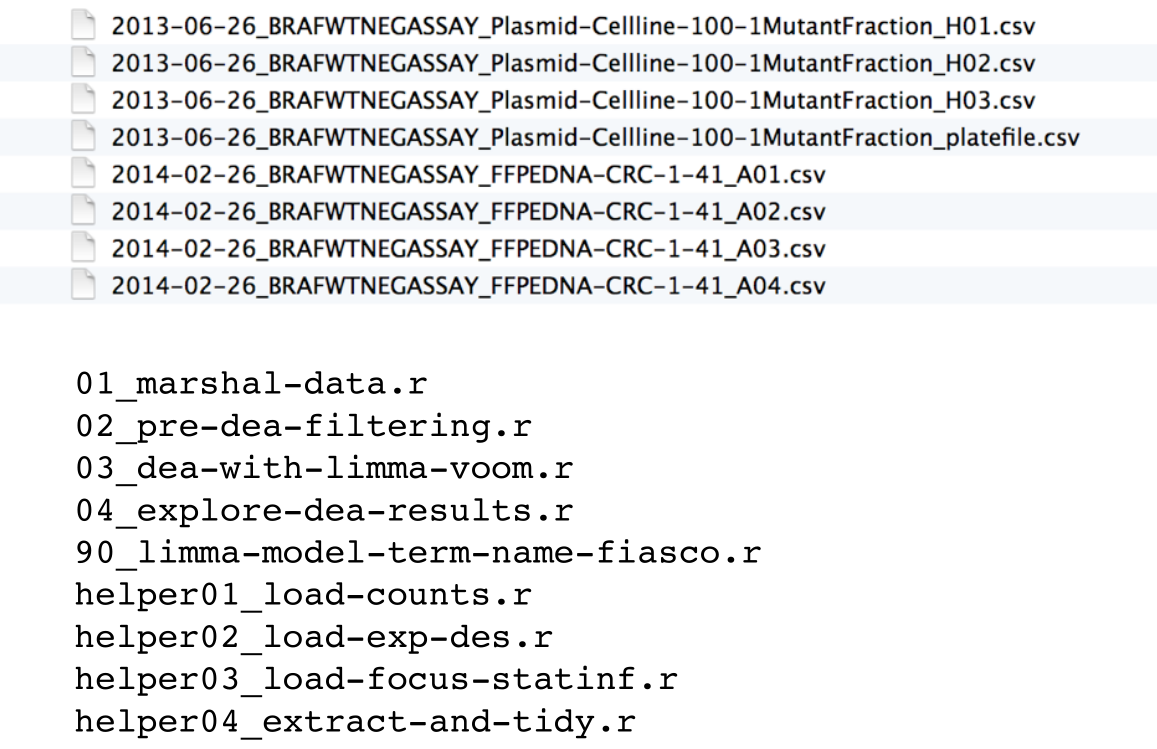 2013-06-26_BRAFWTNEGASSAY_Plasmid-Cellline-100-1MutantFraction_H01.csv
2013-06-26_BRAFWTNEGASSAY_Plasmid-Cellline-100-1MutantFraction_H02.csv
2013-06-26_BRAFWTNEGASSAY_Plasmid-Cellline-100-1MutantFraction_H03.csv
2013-06-26_BRAFWTNEGASSAY_Plasmid-Cellline-100-1MutantFraction_platefile.csv
2014-02-26_BRAFWTNEGASSAY_FFPEDNA-CRC-1-41_A01.csv
2014-02-26_BRAFWTNEGASSAY_FFPEDNA-CRC-1-41_A02.csv
2014-02-26_BRAFWTNEGASSAY_FFPEDNA-CRC-1-41_A03.csv
2014-02-26_BRAFWTNEGASSAY_FFPEDNA-CRC-1-41_A04.csv
01_marshal-data.r
02_pre-dea-filtering.r
03_dea-with-limma-voom.r
04_explore-dea-results.r
90_limma-model-term-name-fiasco.r
helper01_load-counts.r
helper02_load-exp-des.r
helper03_load-focus-statinf.r
helper04_extract-and-tidy.r